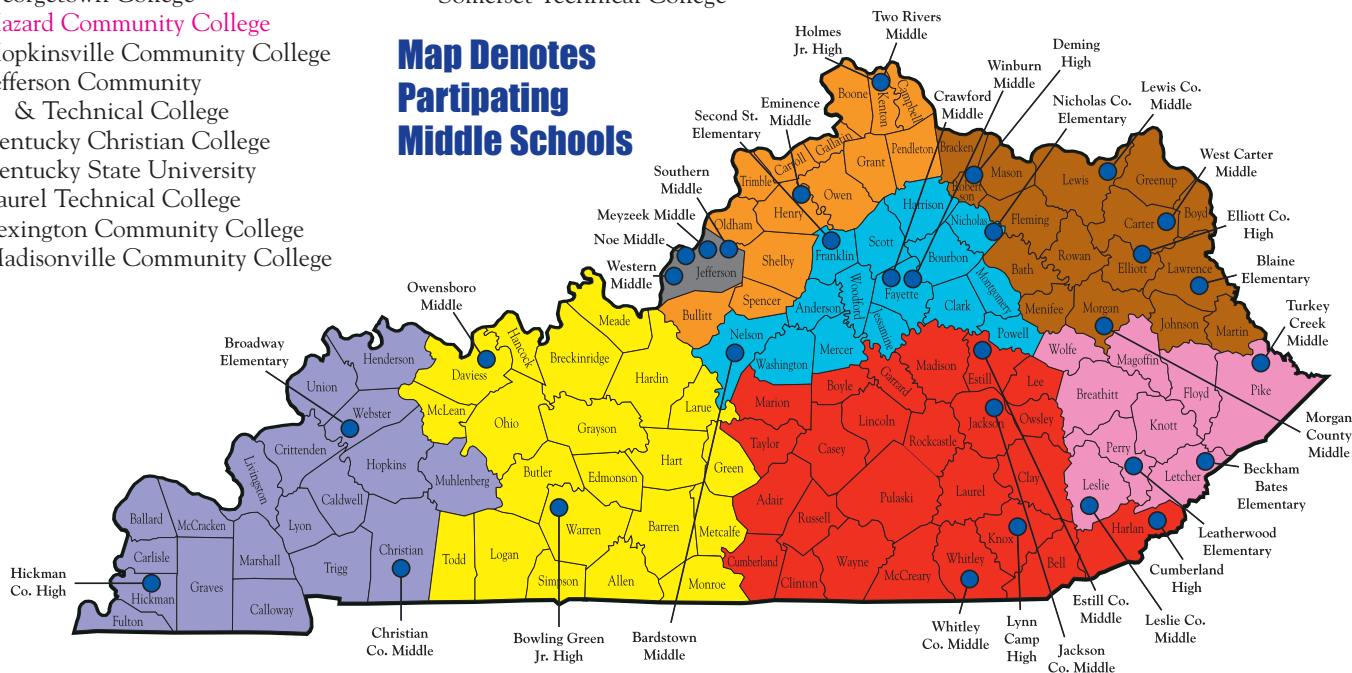 Hazard Community College
Hopkinsville Community College
Jefferson Community
& Technical College
Kentucky Christian College
Kentucky State University
Laurel Technical College
Lexington Community College
Madisonville Community College
Somerset Technical College
Map Denotes
Partipating
Middle Schools
Two Rivers
Middle
Holmes
Jr. High
Deming
High
Winburn
Middle
Lewis Co.
Middle
Nicholas Co.
Elementary
Crawford
Middle
Eminence
Middle
Second St.
Elementary
West Carter
Middle
Southern
Middle
Meyzeek Middle
Noe Middle
Western
Middle
Elliott Co.
High
Blaine
Elementary
Turkey
Creek
Middle
Owensboro
Middle
Broadway
Elementary
Morgan
County
Middle
Beckham
Bates
Elementary
Leatherwood
Elementary
Cumberland
High
Leslie Co.
Middle
Estill Co.
Middle
Jackson
Co. Middle
Lynn
Camp
High
Whitley
Co. Middle
Bardstown
Middle
Bowling Green
Jr. High
Christian
Co. Middle
Hickman
Co. High
Boone
Kenton
Campbell
Gallatin
Carroll
Grant
Pendleton
Bracken
Trimble
Owen
Henry
Oldham
Shelby
Spencer
Bullitt
Jefferson
Mason
Robert
son
Lewis
Greenup
Fleming
Carter
Boyd
Rowan
Bath
Elliott
Lawrence
Menifee
Morgan
Johnson
Martin
Harrison
Nicholas
Scott
Franklin
Bourbon
Fayette
Woodford
Montgomery
Clark
Anderson
Jessamine
Powell
Mercer
Nelson
Washington
Wolfe
Magoffin
Breathitt
Floyd
Pike
Knott
Perry
Letcher
Leslie
Madison
Estill
Lee
Garrard
Boyle
Marion
Lincoln
Jackson
Owsley
Rockcastle
Taylor
Casey
Clay
Laurel
Pulaski
Adair
Russell
Harlan
Knox
Whitley
Bell
McCreary
Wayne
Clinton
Cumberland
Meade
Hancock
Breckinridge
Daviess
Hardin
McLean
Larue
Ohio
Grayson
Hart
Green
Butler
Edmonson
Warren
Barren
Metcalfe
Todd
Logan
Simpson
Allen
Monroe
Henderson
Union
Webster
Crittenden
Hopkins
Muhlenberg
Livingston
Caldwell
Lyon
Christian
Trigg
Ballard
McCracken
Carlisle
Marshall
Graves
Hickman
Calloway
Fulton